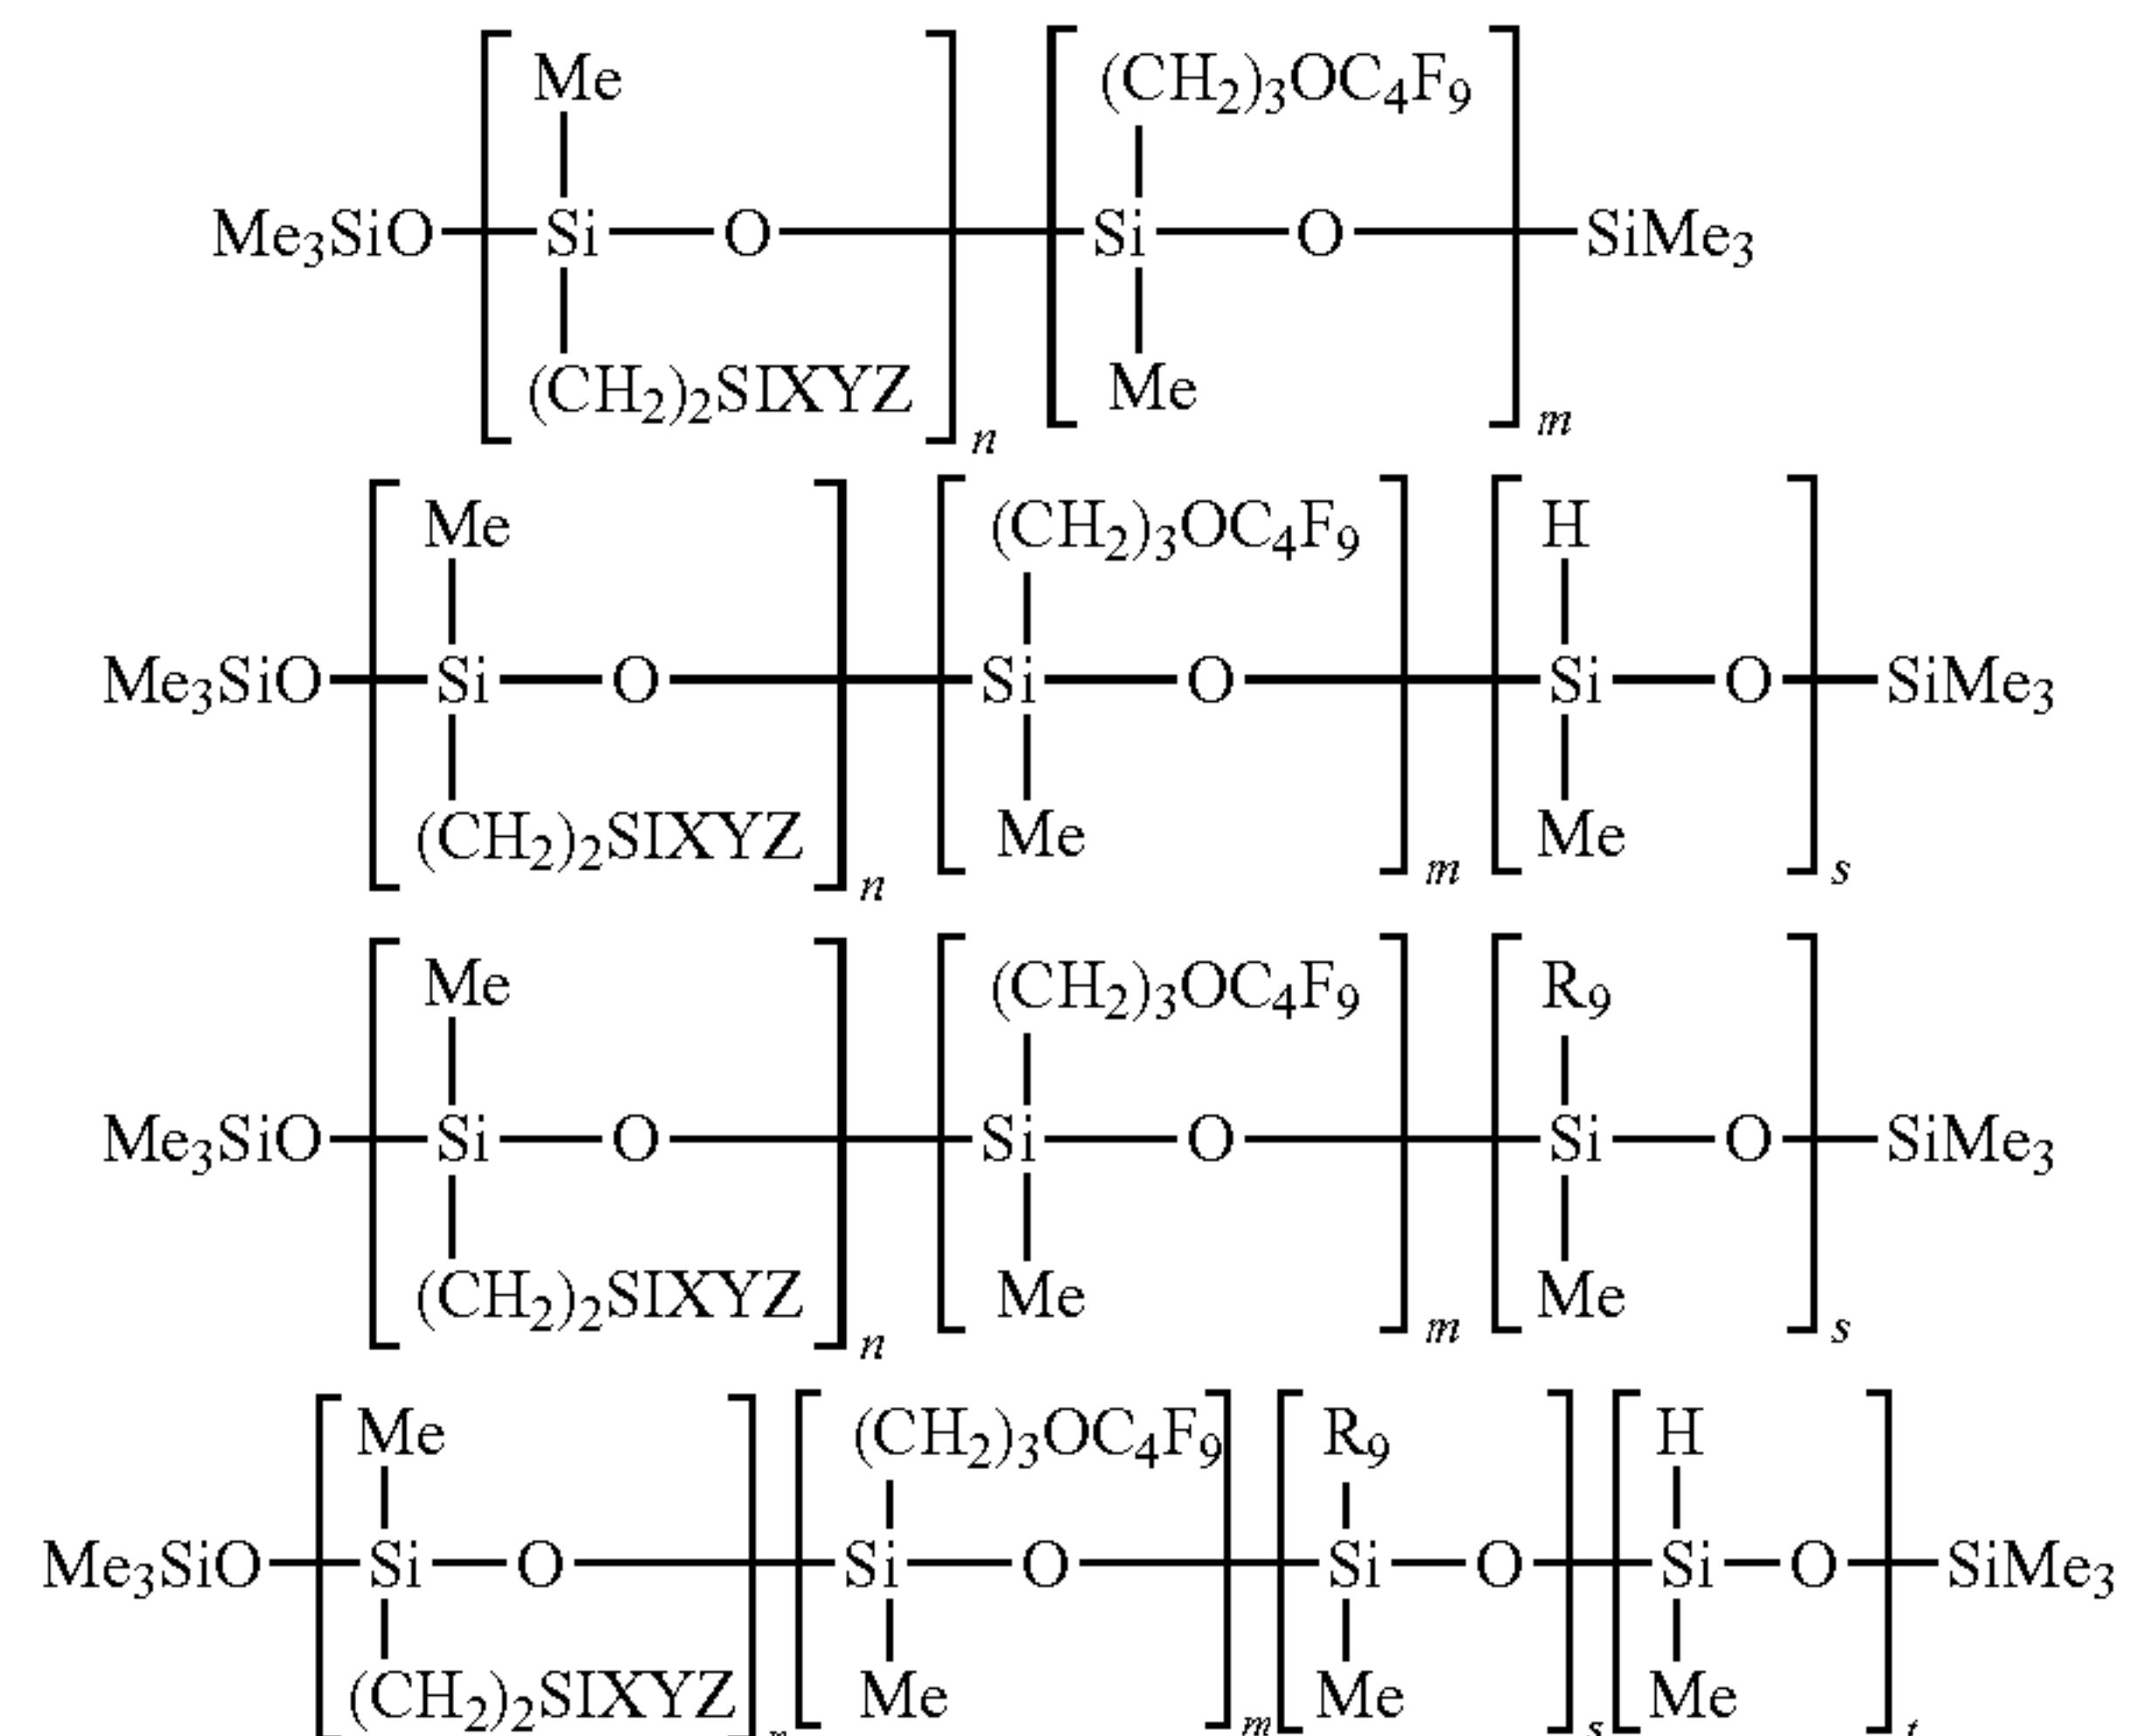 Me (CH2)3OC4F9
Me3SiO Si O Si O SiMe3
(CH2)2SIXYZ Me
n m
Me (CH2)3OC4F9 H
Me3SiO Si O Si O Si O SiMe3
(CH2)2SIXYZ Me Me
n m s
Me (CH2)3OC4F9 R9
Me3SiO Si O Si O Si O SiMe3
(CH2)2SIXYZ Me Me
n m s
Me (CH2)3OC4F9 R9 H
Me3SiO Si O Si O Si O Si O SiMe3
(CH2)2SIXYZ Me Me Me
n m s t